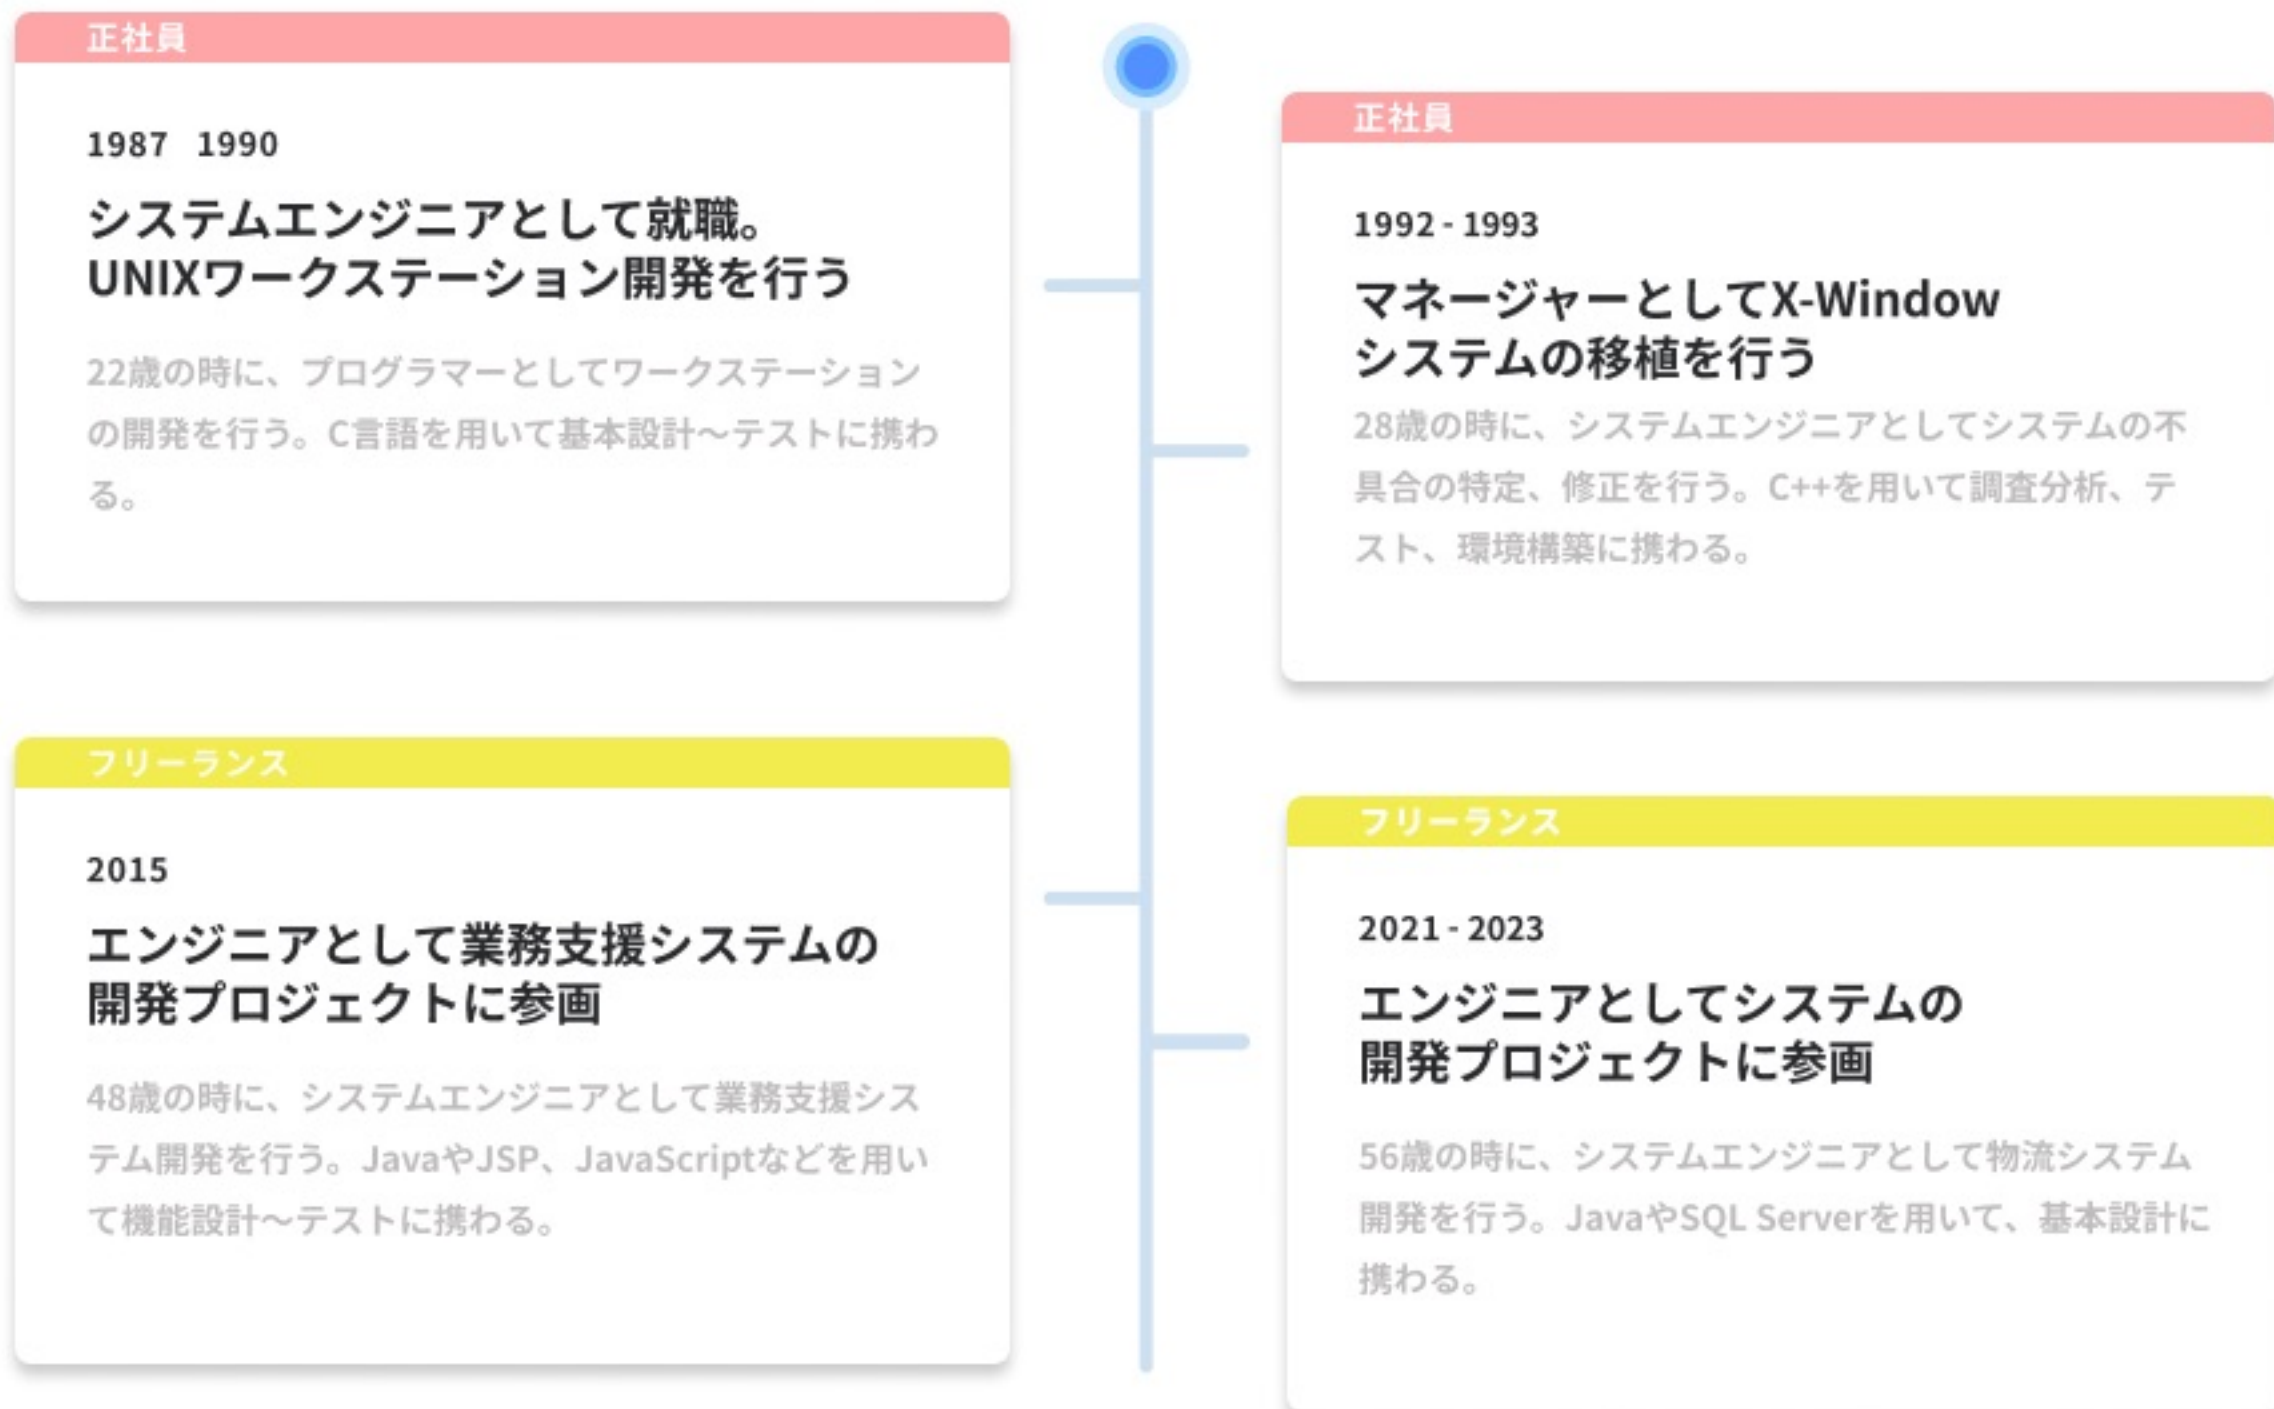 正社員
1987 1990
システムエンジニアとして就職。
UNIXワークステーション開発を行う
22歳の時に、プログラマーとしてワークステーション
の開発を行う。C言語を用いて基本設計～テストに携わ
る。
正社員
1992 - 1993
マネージャーとしてX-Window
システムの移植を行う
28歳の時に、システムエンジニアとしてシステムの不
具合の特定、修正を行う。C++を用いて調査分析、テ
スト、環境構築に携わる。
フリーランス
2015
エンジニアとして業務支援システムの
開発プロジェクトに参画
48歳の時に、システムエンジニアとして業務支援シス
テム開発を行う。JavaやJSP、JavaScriptなどを用い
て機能設計～テストに携わる。
フリーランス
2021 - 2023
エンジニアとしてシステムの
開発プロジェクトに参画
56歳の時に、システムエンジニアとして物流システム
開発を行う。JavaやSQL Serverを用いて、基本設計に
携わる。